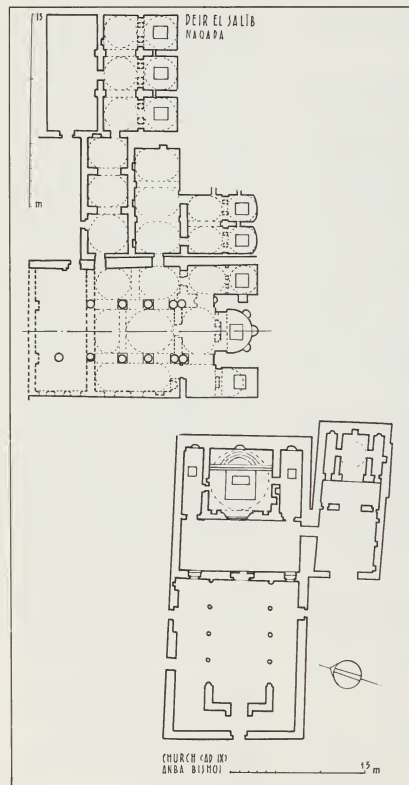 DEIR EL SALIB
NAQADA
15
m
CHURCH (AD IX)
ANBA BISHOI
15 m